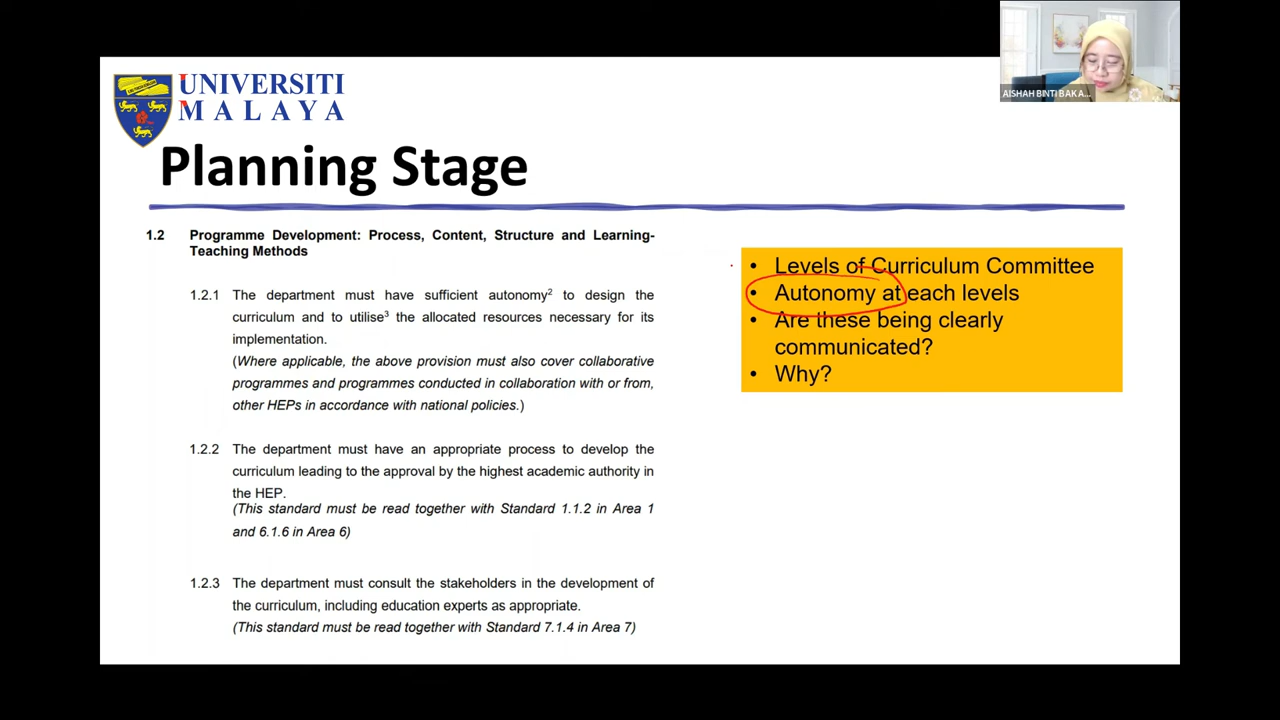 AISHAH BINTI BAKA...
UNIVERSITI
MALAYA
Planning Stage
1.2 Programme Development: Process, Content, Structure and Learning-
Teaching Methods
1.2.1 The department must have sufficient autonomy² to design the
curriculum and to utilise³ the allocated resources necessary for its
implementation.
(Where applicable, the above provision must also cover collaborative
programmes and programmes conducted in collaboration with or from,
other HEPs in accordance with national policies.)
1.2.2 The department must have an appropriate process to develop the
curriculum leading to the approval by the highest academic authority in
the HEP.
(This standard must be read together with Standard 1.1.2 in Area 1
and 6.1.6 in Area 6)
1.2.3 The department must consult the stakeholders in the development of
the curriculum, including education experts as appropriate.
(This standard must be read together with Standard 7.1.4 in Area 7)
• Levels of Curriculum Committee
• Autonomy at each levels
• Are these being clearly
communicated?
• Why?